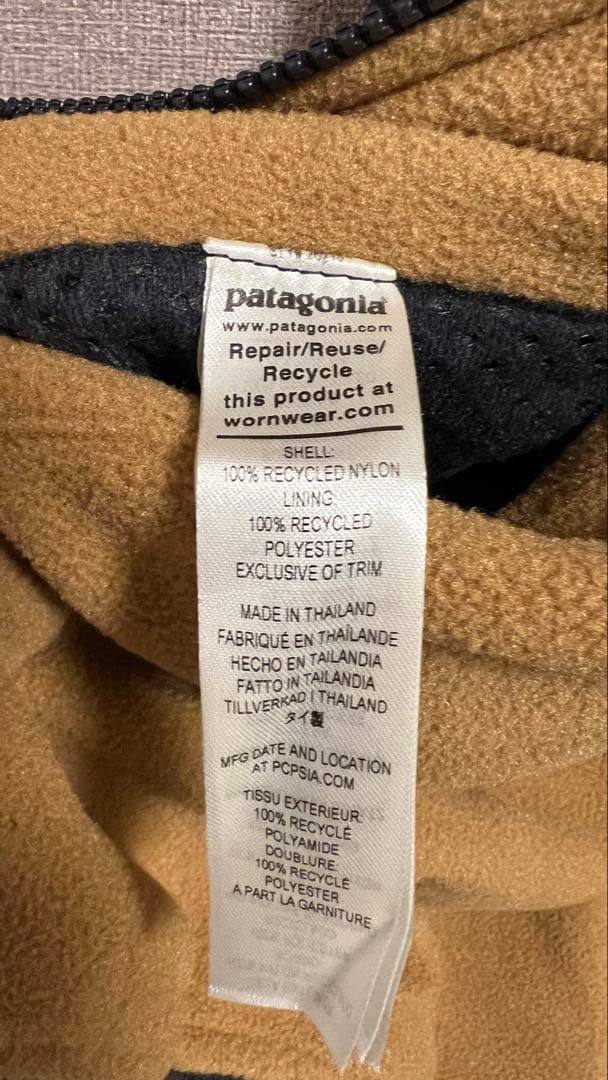 patagonia
www.patagonia.com
Repair/Reuse/
Recycle
this product at
wornwear.com
SHELL:
100% RECYCLED NYLON
LINING:
100% RECYCLED
POLYESTER
EXCLUSIVE OF TRIM
MADE IN THAILAND
FABRIQUÉ EN THAÏLANDE
HECHO EN TAILANDIA
FATTO IN TAILANDIA
TILLVERKAD I THAILAND
タイ製
MFG DATE AND LOCATION
AT PCPSIA.COM
TISSU EXTERIEUR:
100% RECYCLÉ
POLYAMIDE
DOUBLURE:
100% RECYCLÉ
POLYESTER
A PART LA GARNITURE